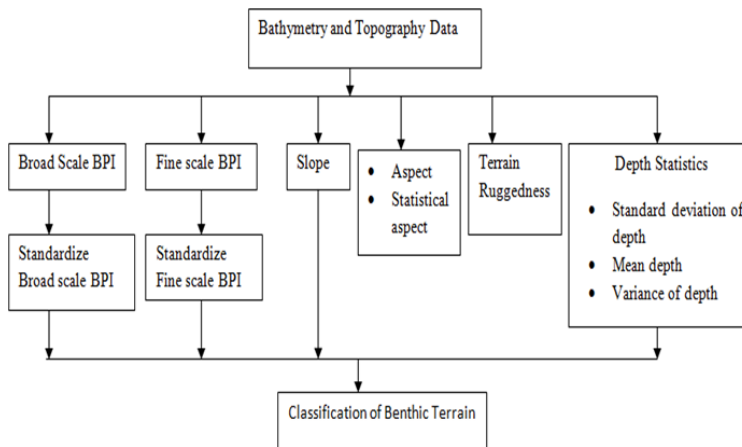 Bathymetry and Topography Data
Broad Scale BPI
Fine scale BPI
Slope
• Aspect
• Statistical
aspect
Terrain
Ruggedness
Depth Statistics
• Standard deviation of
depth
• Mean depth
• Variance of depth
Standardize
Broad scale BPI
Standardize
Fine scale BPI
Classification of Benthic Terrain